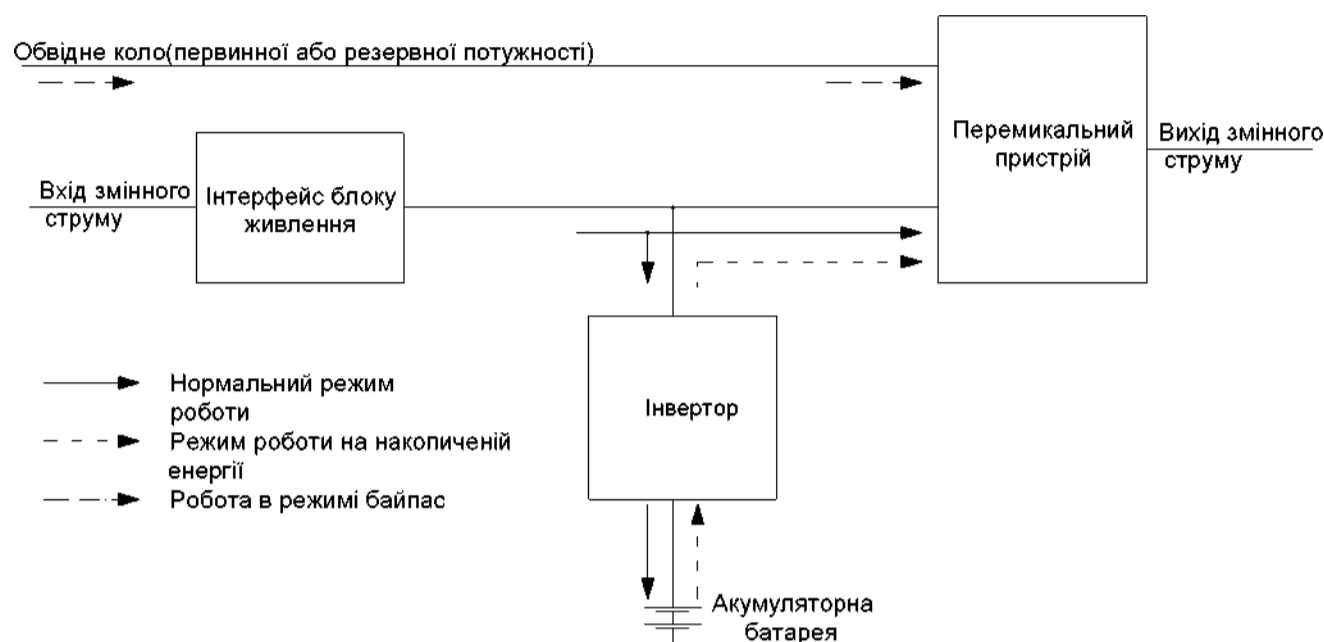 Обвідне коло(первинної або резервної потужності)
Перемикальний
пристрій
Вихід змінного
струму
Вхід змінного
струму
Інтерфейс блоку
живлення
Інвертор
Нормальний режим
роботи
Режим роботи на накопиченій
енергії
Робота в режимі байпас
Акумуляторна
батарея